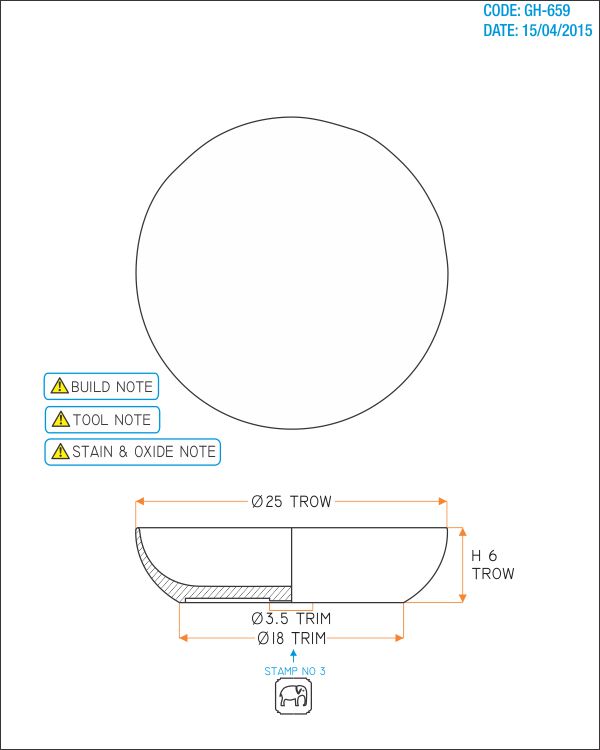 CODE: GH-659
DATE: 15/04/2015
BUILD NOTE
TOOL NOTE
STAIN & OXIDE NOTE
Ø25 TROW
H 6
TROW
Ø3.5 TRIM
Ø18 TRIM
STAMP NO 3